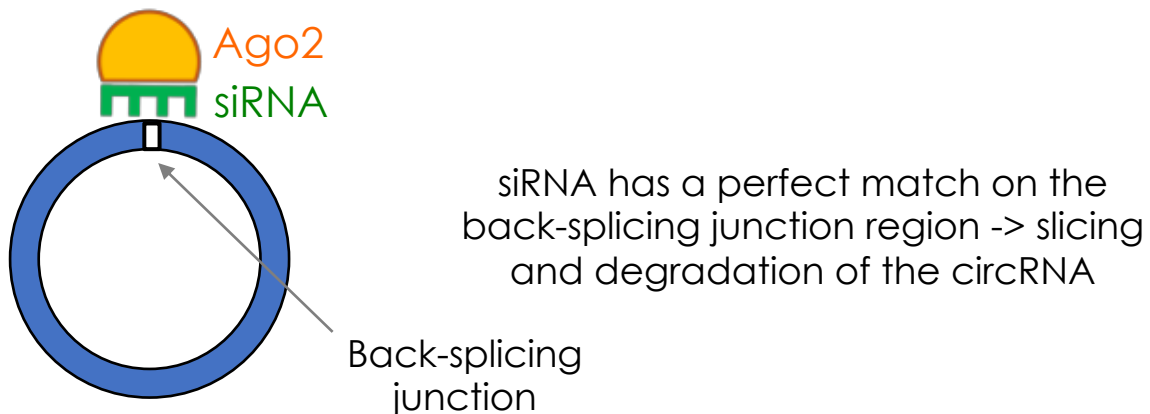 Ago2
siRNA
siRNA has a perfect match on the
back-splicing junction region -> slicing
and degradation of the circRNA
Back-splicing
junction